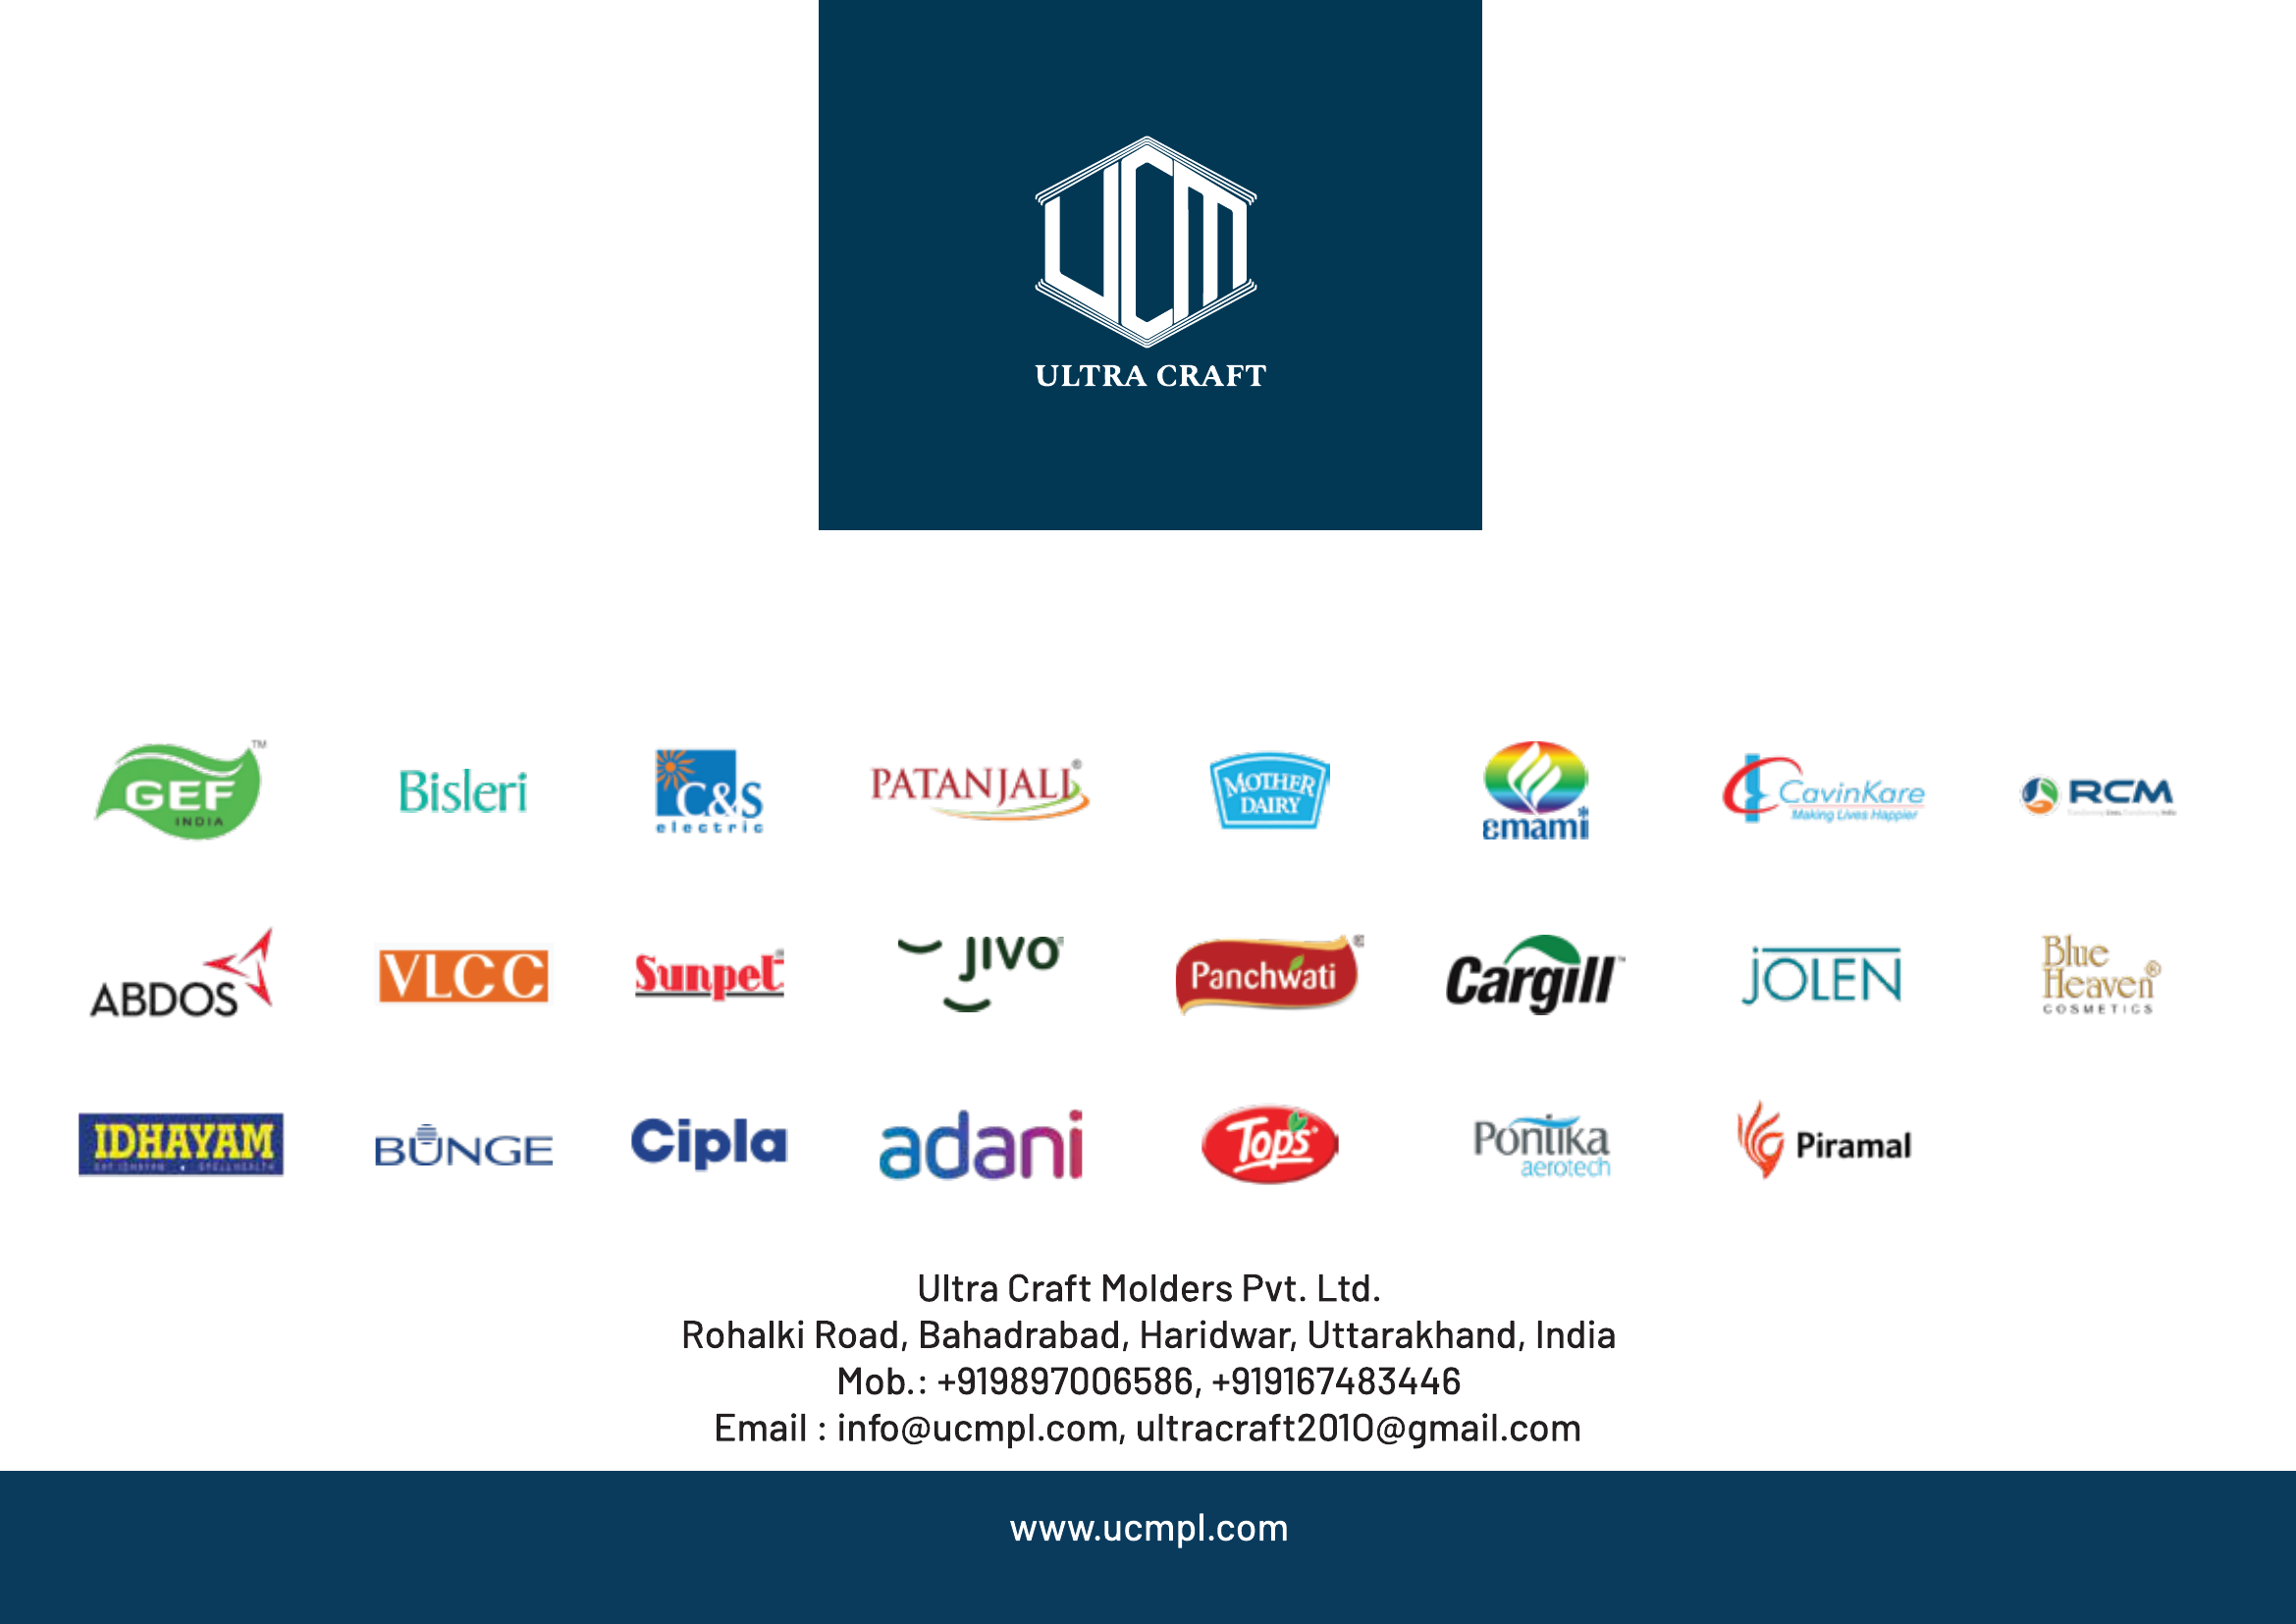 UCM
ULTRA CRAFT
GEF INDIA TM
Bisleri
C&S electric
PATANJALI ®
MOTHER DAIRY
emami
CavinKare Making Lives Happier
RCM
ABDOS
VLCC
Sunpet
JIVO
Panchwati
Cargill ™
JOLEN
Blue Heaven ® COSMETICS
IDHAYAM
BUNGE
Cipla
adani
Tops
Pontika aerotech
Piramal
Ultra Craft Molders Pvt. Ltd.
Rohalki Road, Bahadrabad, Haridwar, Uttarakhand, India
Mob.: +919897006586, +919167483446
Email : info@ucmpl.com, ultracraft2010@gmail.com
www.ucmpl.com